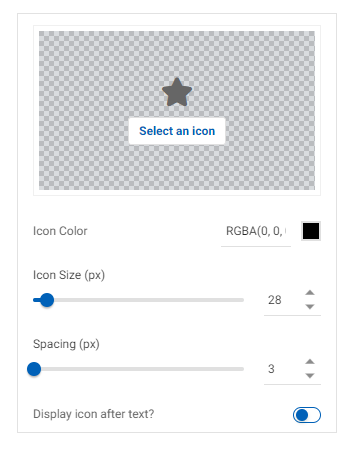 Select an icon
Icon Color RGBA(0, 0,
Icon Size (px)
28
Spacing (px)
3
Display icon after text?